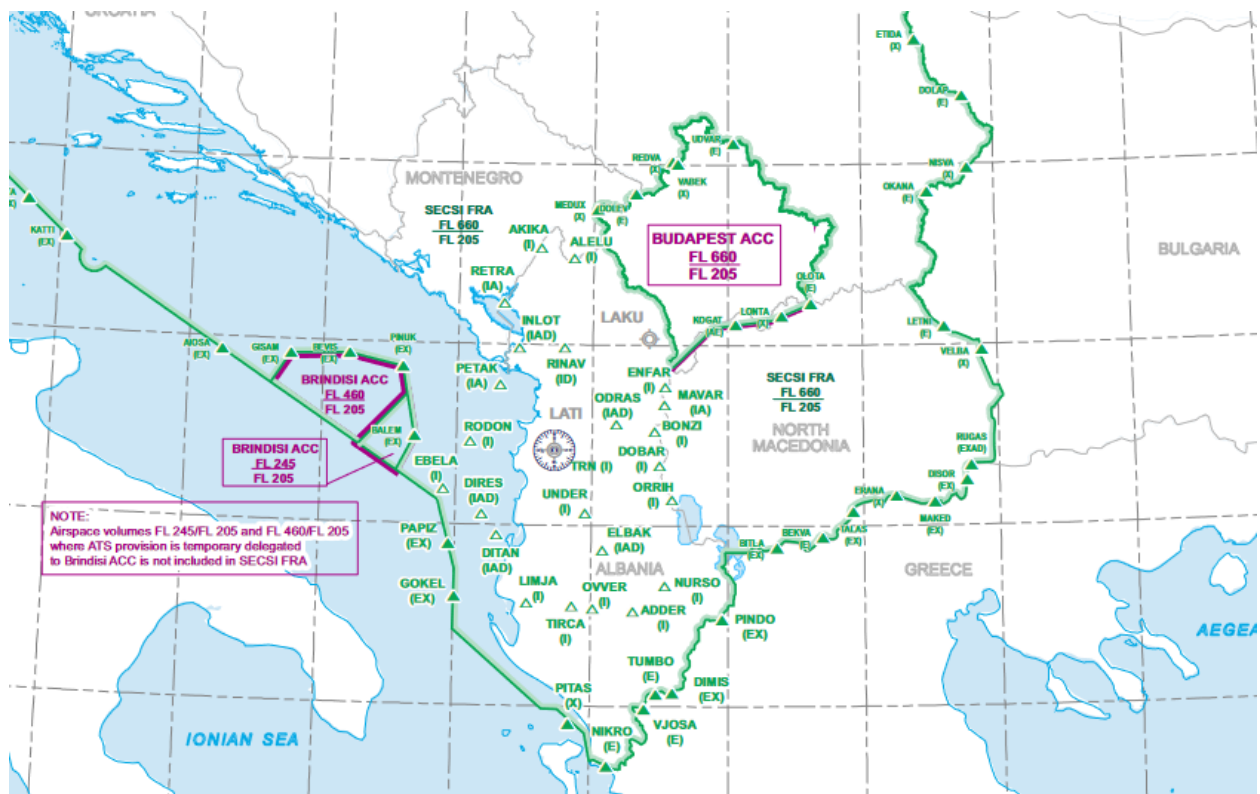 CROATIA
ETIDA
(X)
DOLAP
(E)
UDVAR
(E)
REDVA
(X)
VABEK
(X)
NISVA
(X)
OKANA
(E)
MONTENEGRO
MEDUX
(X)
DOLEV
(E)
(X)
KATTI
(EX)
SECSI FRA
FL 660
FL 205
AKIKA
(I)
ALELU
(I)
BUDAPEST ACC
FL 660
FL 205
BULGARIA
RETRA
(IA)
OLOTA
(E)
INLOT
(IAD)
LAKU
KOGAT
(AE)
LONTA
(X)
LETNI
(E)
AIOSA
(EX)
GISAM
(EX)
BEVIS
(EX)
PINUK
(EX)
VELBA
(X)
PETAK
(IA)
RINAV
(ID)
ENFAR
(I)
BRINDISI ACC
FL 460
FL 205
SECSI FRA
FL 660
FL 205
MAVAR
(IA)
ODRAS
(IAD)
LATI
BONZI
(I)
NORTH
MACEDONIA
BALEM
(EX)
RODON
(I)
RUGAS
(EXAD)
BRINDISI ACC
FL 245
FL 205
EBELA
(I)
TRN (I)
DOBAR
(I)
DISOR
(EX)
DIRES
(IAD)
UNDER
(I)
ORRIH
(I)
ERANA
(X)
MAKED
(EX)
NOTE:
Airspace volumes FL 245/FL 205 and FL 460/FL 205
where ATS provision is temporary delegated
to Brindisi ACC is not included in SECSI FRA
PAPIZ
(EX)
DITAN
(IAD)
ELBAK
(IAD)
BITLA
(EX)
BEKVA
(E)
TALAS
(EX)
ALBANIA
GREECE
GOKEL
(EX)
LIMJA
(I)
OVVER
(I)
NURSO
(I)
TIRCA
(I)
ADDER
(I)
PINDO
(EX)
AEGEA
TUMBO
(E)
DIMIS
(EX)
PITAS
(X)
VJOSA
(E)
NIKRO
(E)
IONIAN SEA